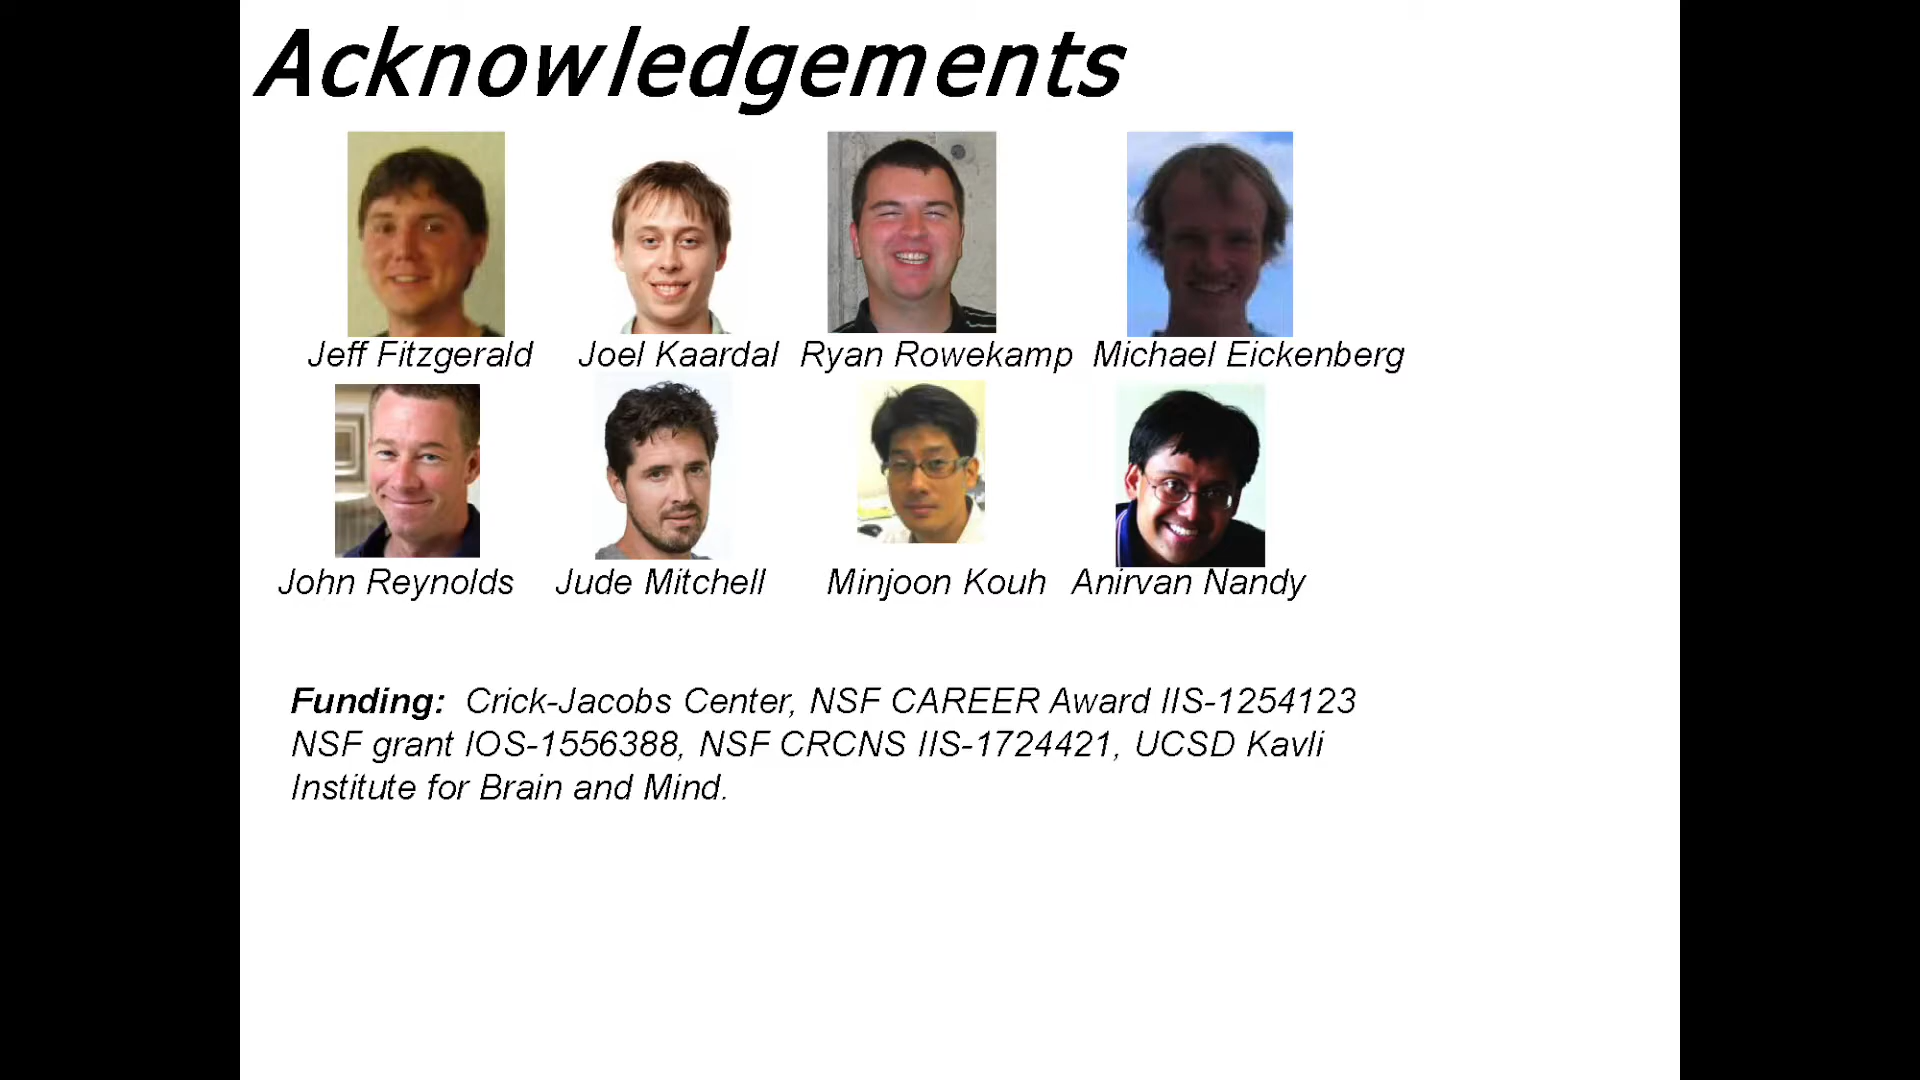 Acknowledgements
Jeff Fitzgerald Joel Kaardal Ryan Rowekamp Michael Eickenberg
John Reynolds Jude Mitchell Minjoon Kouh Anirvan Nandy
Funding: Crick-Jacobs Center, NSF CAREER Award IIS-1254123
NSF grant IOS-1556388, NSF CRCNS IIS-1724421, UCSD Kavli
Institute for Brain and Mind.